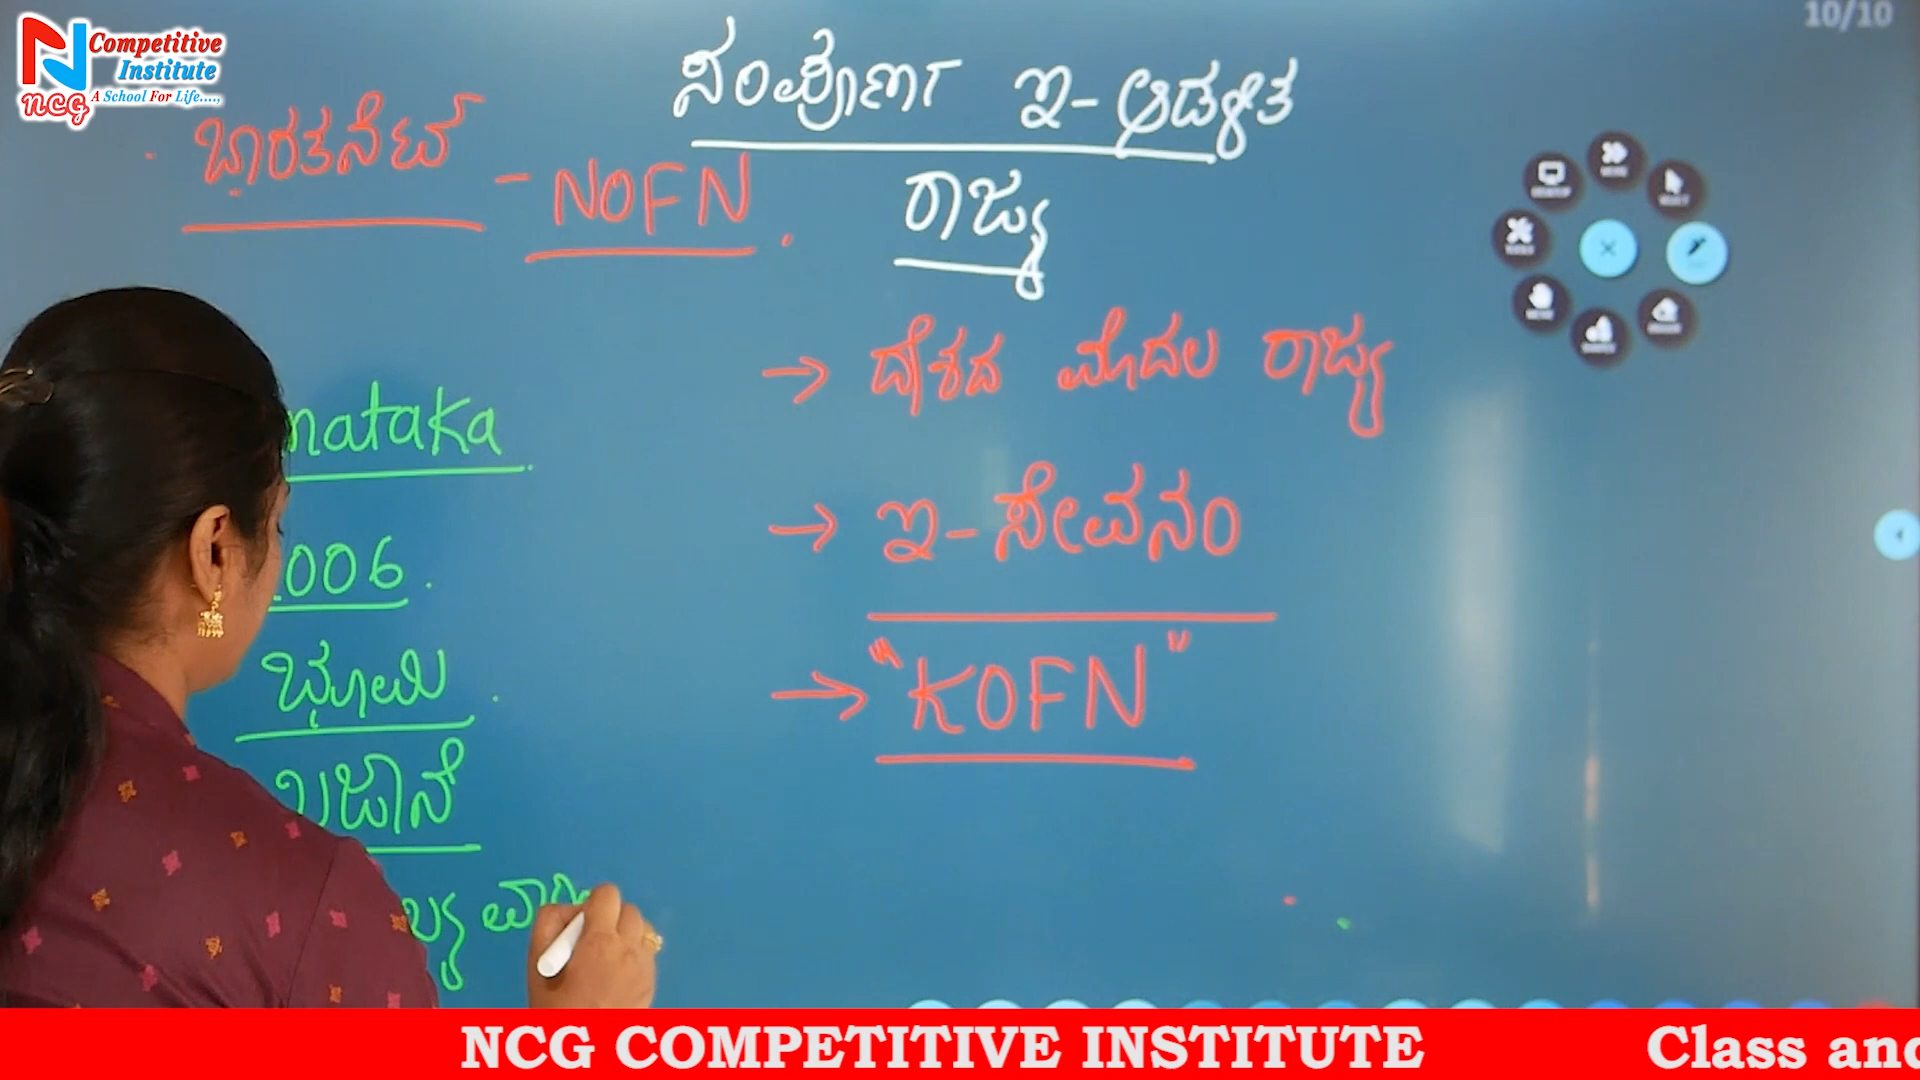 10/10
N
NCG
Competitive
Institute
A School For Life.....,
ಸಂಪೂರ್ಣ ಇ-ಆಡಳಿತ
ರಾಜ್ಯ
ಭಾರತನೆಟ್ - NOFN.
→ ದೇಶದ ಮೊದಲ ರಾಜ್ಯ
nataka
→ ಇ-ಸೇವನಂ
006.
→ "KOFN"
ಭೂಮಿ.
ಖಜಾನೆ
NCG COMPETITIVE INSTITUTE Class and